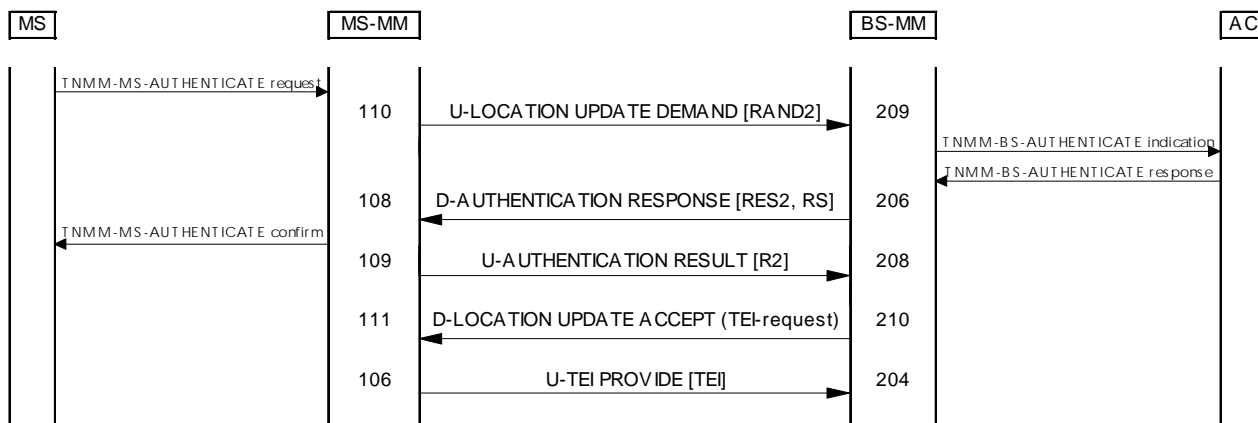 MS MS-MM BS-MM AC
TNMM-MS-AUTHENTICATE request
110 U-LOCATION UPDATE DEMAND [RAND2] 209
TNMM-BS-AUTHENTICATE indication
TNMM-BS-AUTHENTICATE response
108 D-AUTHENTICATION RESPONSE [RES2, RS] 206
TNMM-MS-AUTHENTICATE confirm
109 U-AUTHENTICATION RESULT [R2] 208
111 D-LOCATION UPDATE ACCEPT (TEI-request) 210
106 U-TEI PROVIDE [TEI] 204